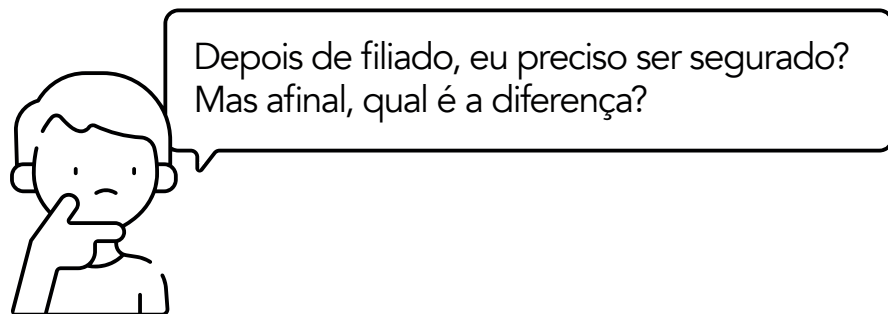 Depois de filiado, eu preciso ser segurado?
Mas afinal, qual é a diferença?